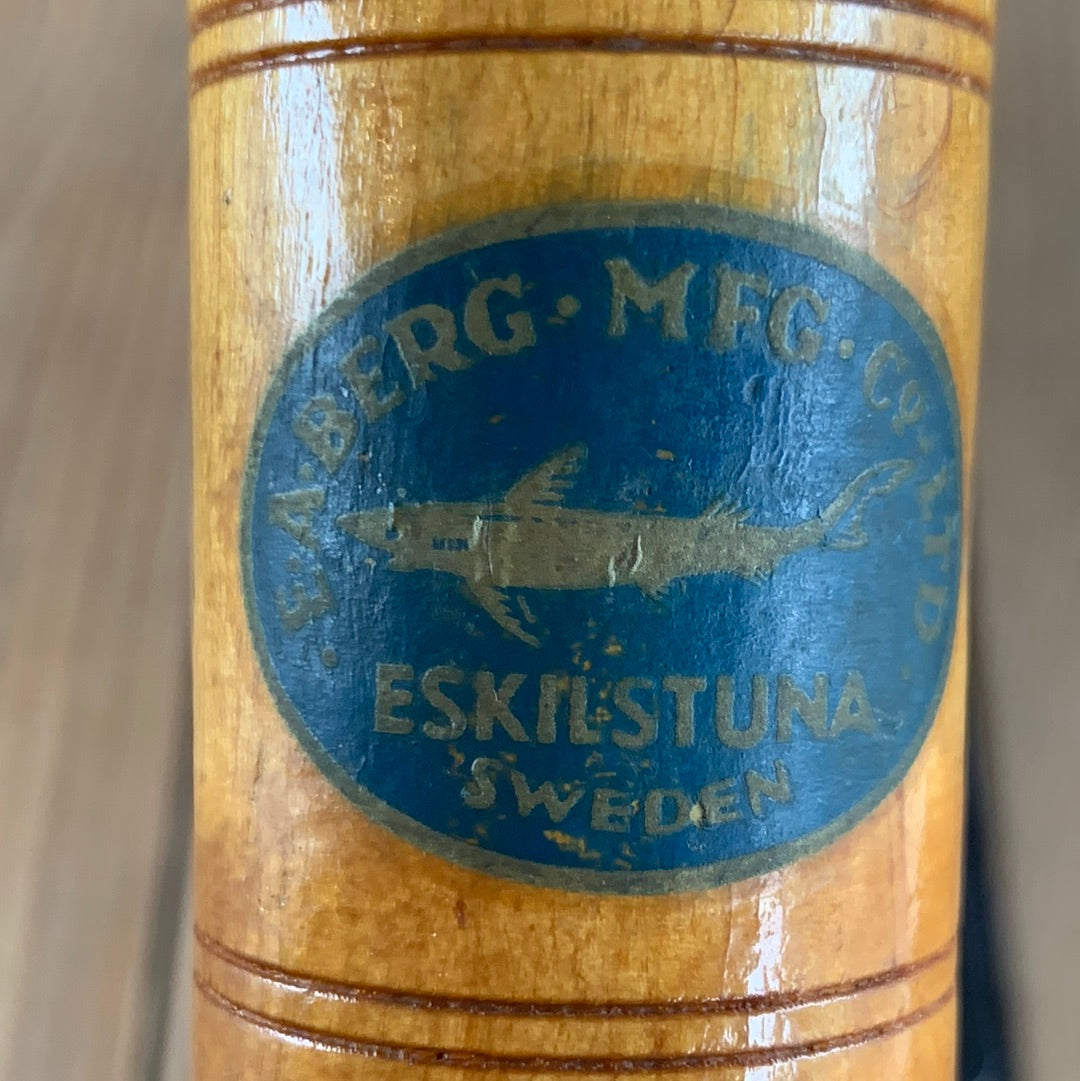 · E.A. BERG · MFG · Co. LTD ·
ESKILSTUNA
SWEDEN